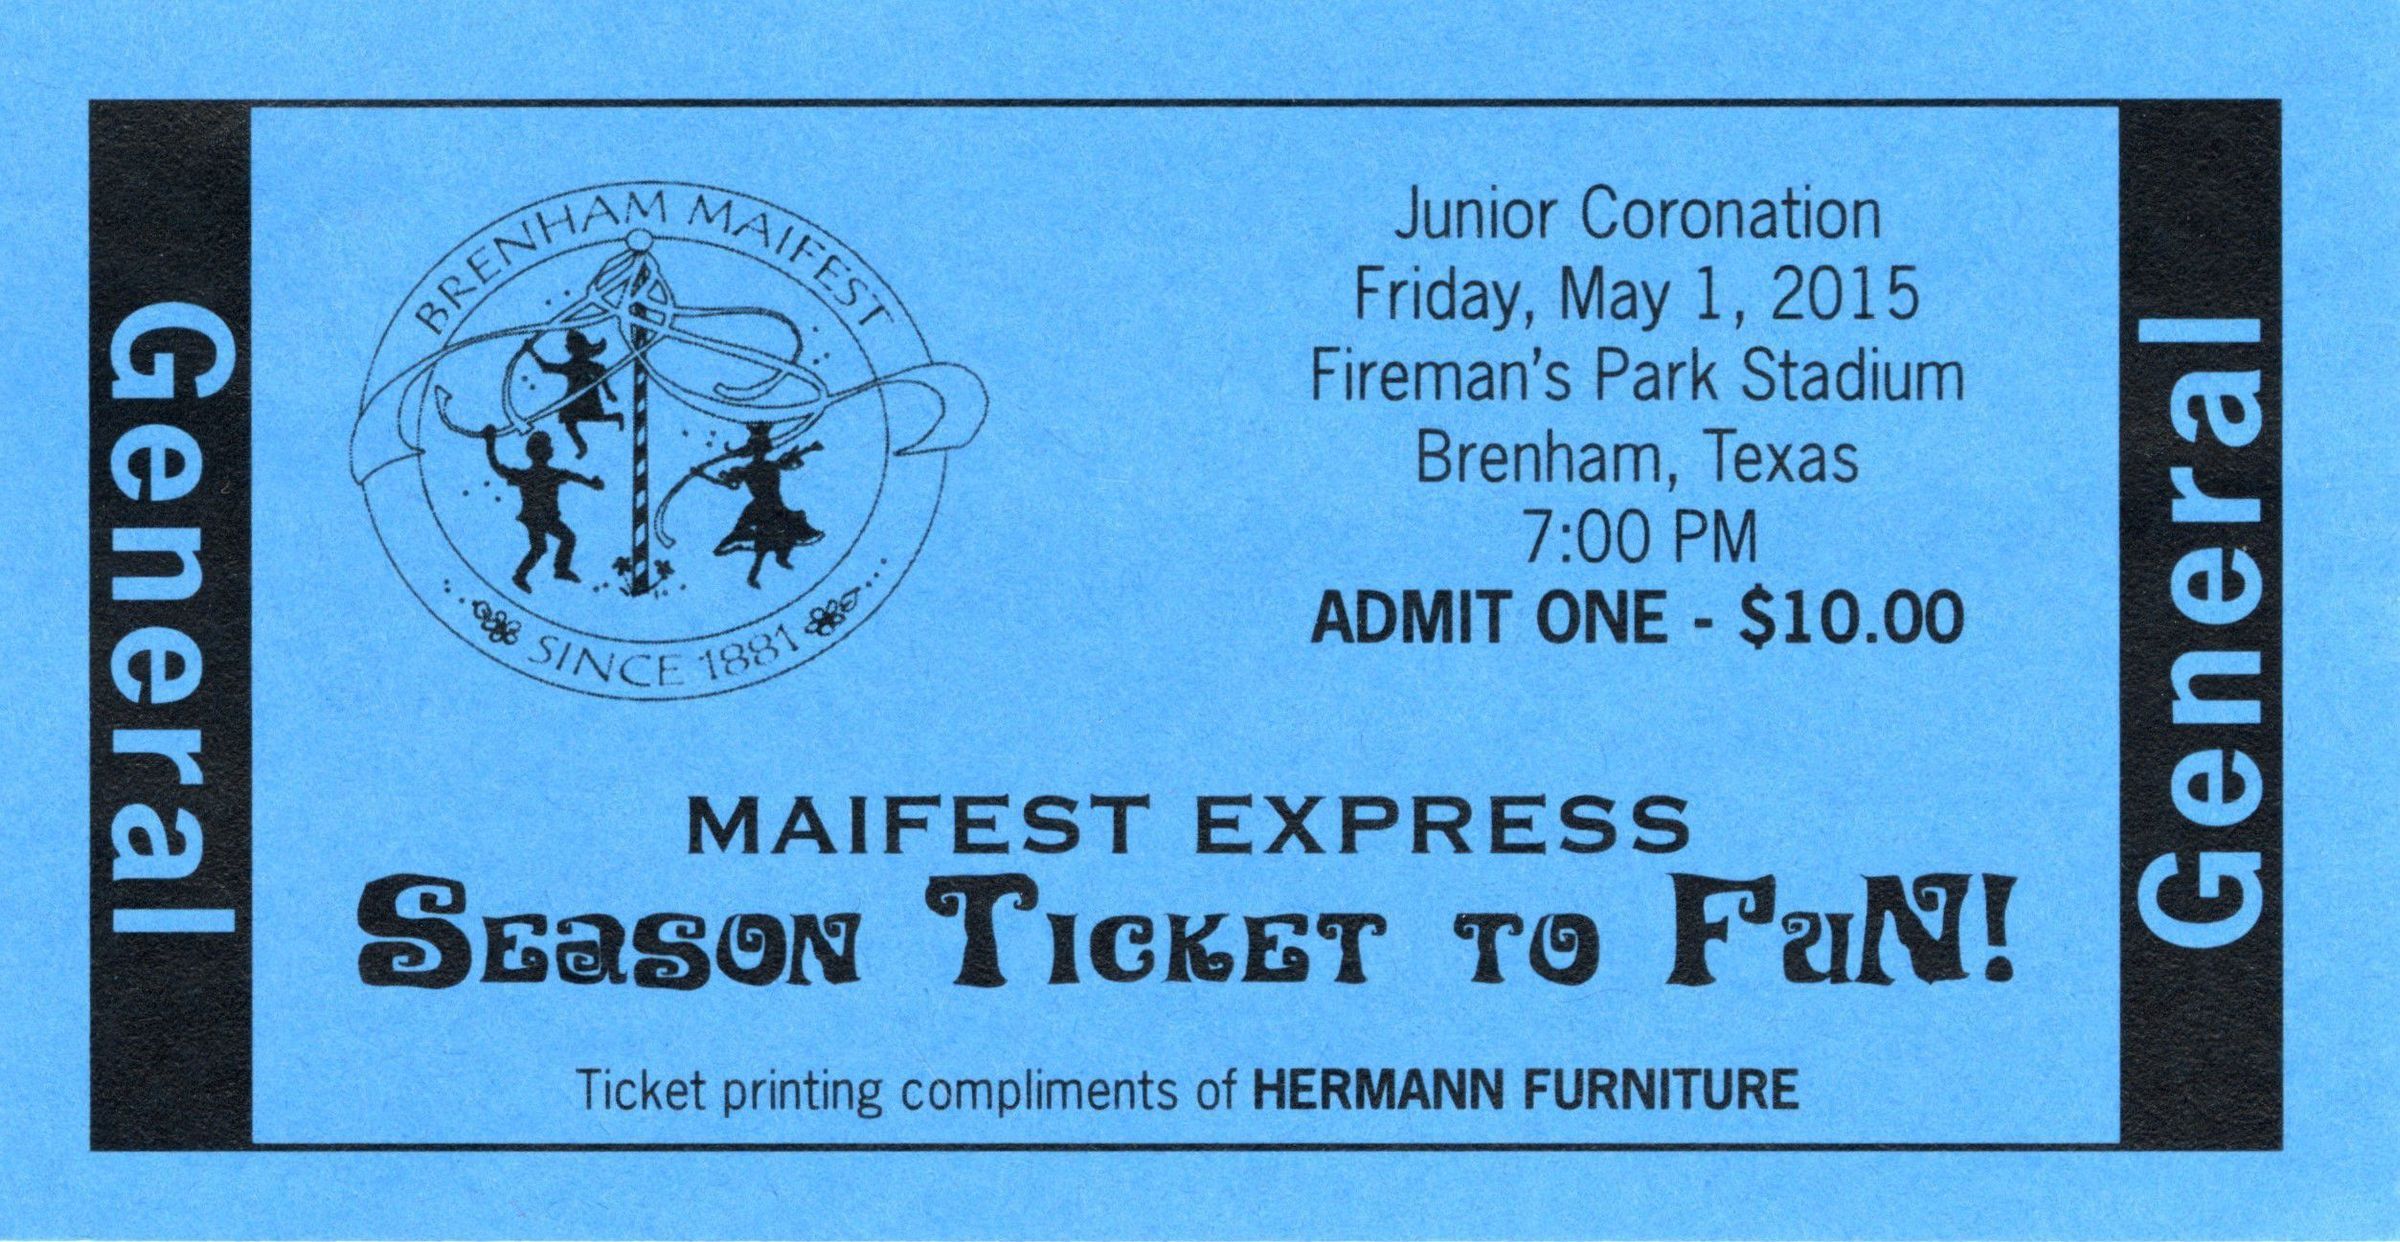 General
BRENHAM MAIFEST
SINCE 1881
Junior Coronation
Friday, May 1, 2015
Fireman's Park Stadium
Brenham, Texas
7:00 PM
ADMIT ONE - $10.00
MAIFEST EXPRESS
SEASON TICKET TO FUN!
Ticket printing compliments of HERMANN FURNITURE
General